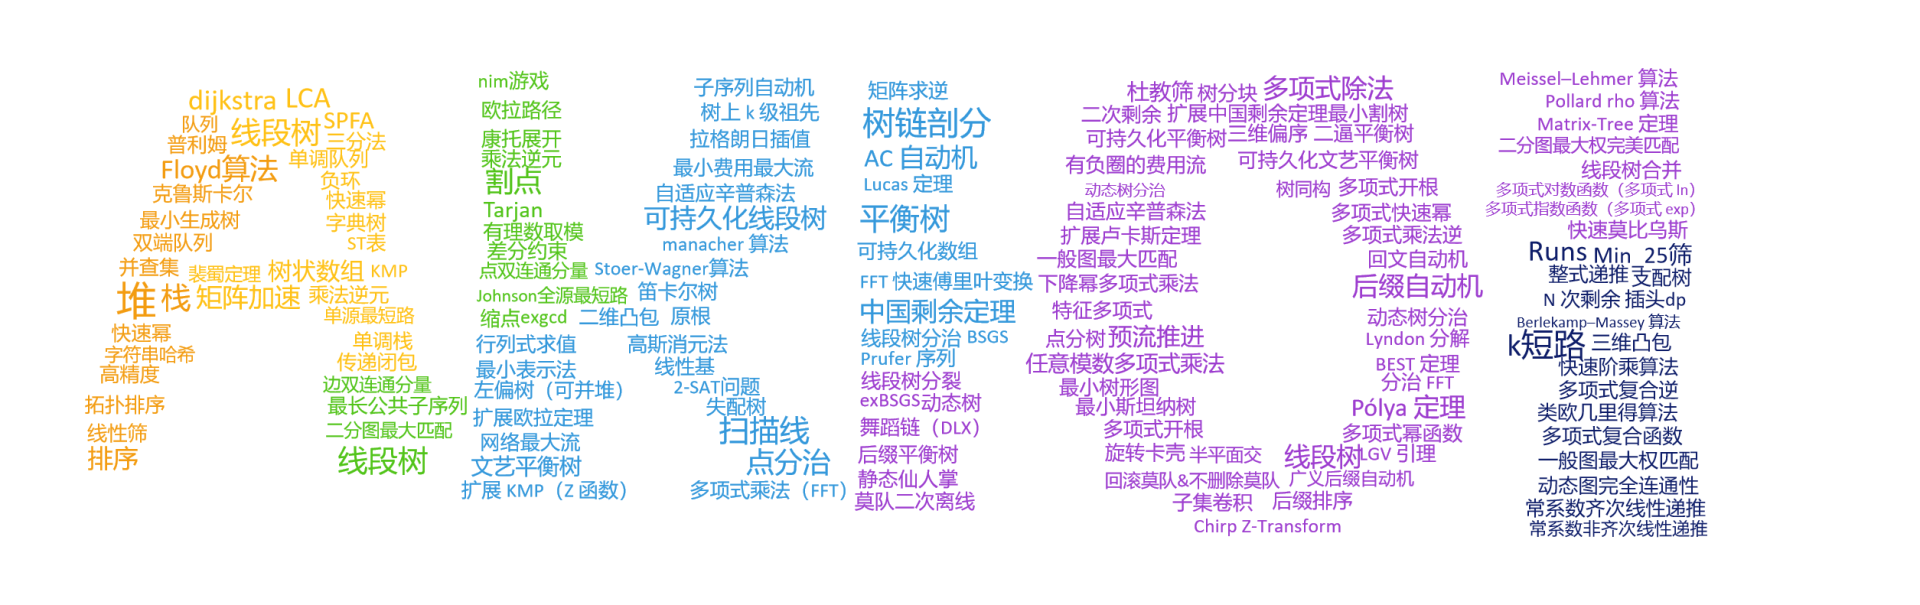 dijkstra LCA
队列
线段树 SPFA
普利姆
三分法
Floyd算法 单调队列
负环
克鲁斯卡尔
快速幂
最小生成树
字典树
双端队列
ST表
并查集 裴蜀定理 树状数组 KMP
堆 栈 矩阵加速 乘法逆元
单源最短路
快速幂
单调栈
字符串哈希
传递闭包
高精度
边双连通分量
拓扑排序
最长公共子序列
线性筛
二分图最大匹配
排序
线段树
nim游戏
欧拉路径
康托展开
乘法逆元
割点
Tarjan
有理数取模
差分约束
点双连通分量 Stoer-Wagner算法
Johnson全源最短路 笛卡尔树
缩点exgcd 二维凸包 原根
行列式求值 高斯消元法
最小表示法 线性基
左偏树（可并堆） 2-SAT问题
失配树
扩展欧拉定理
扫描线
网络最大流
文艺平衡树 点分治
扩展 KMP（Z 函数） 多项式乘法（FFT）
子序列自动机
树上 k 级祖先
拉格朗日插值
最小费用最大流
自适应辛普森法
可持久化线段树
manacher 算法
矩阵求逆
树链剖分
AC 自动机
Lucas 定理
平衡树
可持久化数组
FFT 快速傅里叶变换
中国剩余定理
线段树分治 BSGS
Prufer 序列
线段树分裂
exBSGS动态树
舞蹈链（DLX）
后缀平衡树
静态仙人掌
莫队二次离线
杜教筛 树分块 多项式除法
二次剩余 扩展中国剩余定理最小割树
可持久化平衡树三维偏序 二逼平衡树
有负圈的费用流 可持久化文艺平衡树
动态树分治 树同构 多项式开根
自适应辛普森法 多项式快速幂
扩展卢卡斯定理 多项式乘法逆
一般图最大匹配 回文自动机
下降幂多项式乘法 后缀自动机
特征多项式 动态树分治
点分树 预流推进 Lyndon 分解
任意模数多项式乘法 BEST 定理
最小树形图 分治 FFT
最小斯坦纳树 Pólya 定理
多项式开根 多项式幂函数
旋转卡壳 半平面交 线段树LGV 引理
回滚莫队&不删除莫队 广义后缀自动机
子集卷积 后缀排序
Chirp Z-Transform
Meissel–Lehmer 算法
Pollard rho 算法
Matrix-Tree 定理
二分图最大权完美匹配
线段树合并
多项式对数函数（多项式 ln）
多项式指数函数（多项式 exp）
快速莫比乌斯
Runs Min_25筛
整式递推 支配树
N 次剩余 插头dp
Berlekamp–Massey 算法
k短路 三维凸包
快速阶乘算法
多项式复合逆
类欧几里得算法
多项式复合函数
一般图最大权匹配
动态图完全连通性
常系数齐次线性递推
常系数非齐次线性递推